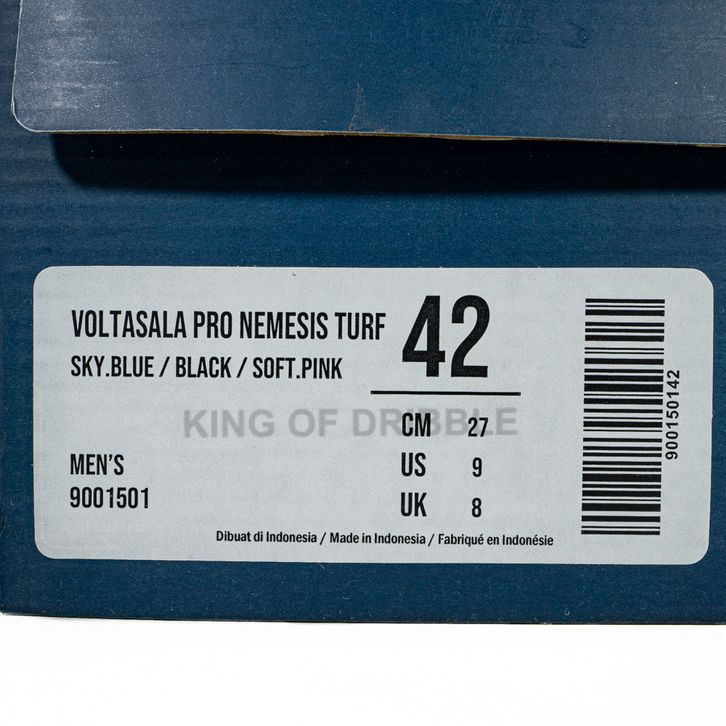 VOLTASALA PRO NEMESIS TURF
SKY.BLUE / BLACK / SOFT.PINK
42
KING OF DRIBBLE
CM 27
US 9
UK 8
MEN'S
9001501
Dibuat di Indonesia / Made in Indonesia / Fabriqué en Indonésie
900150142